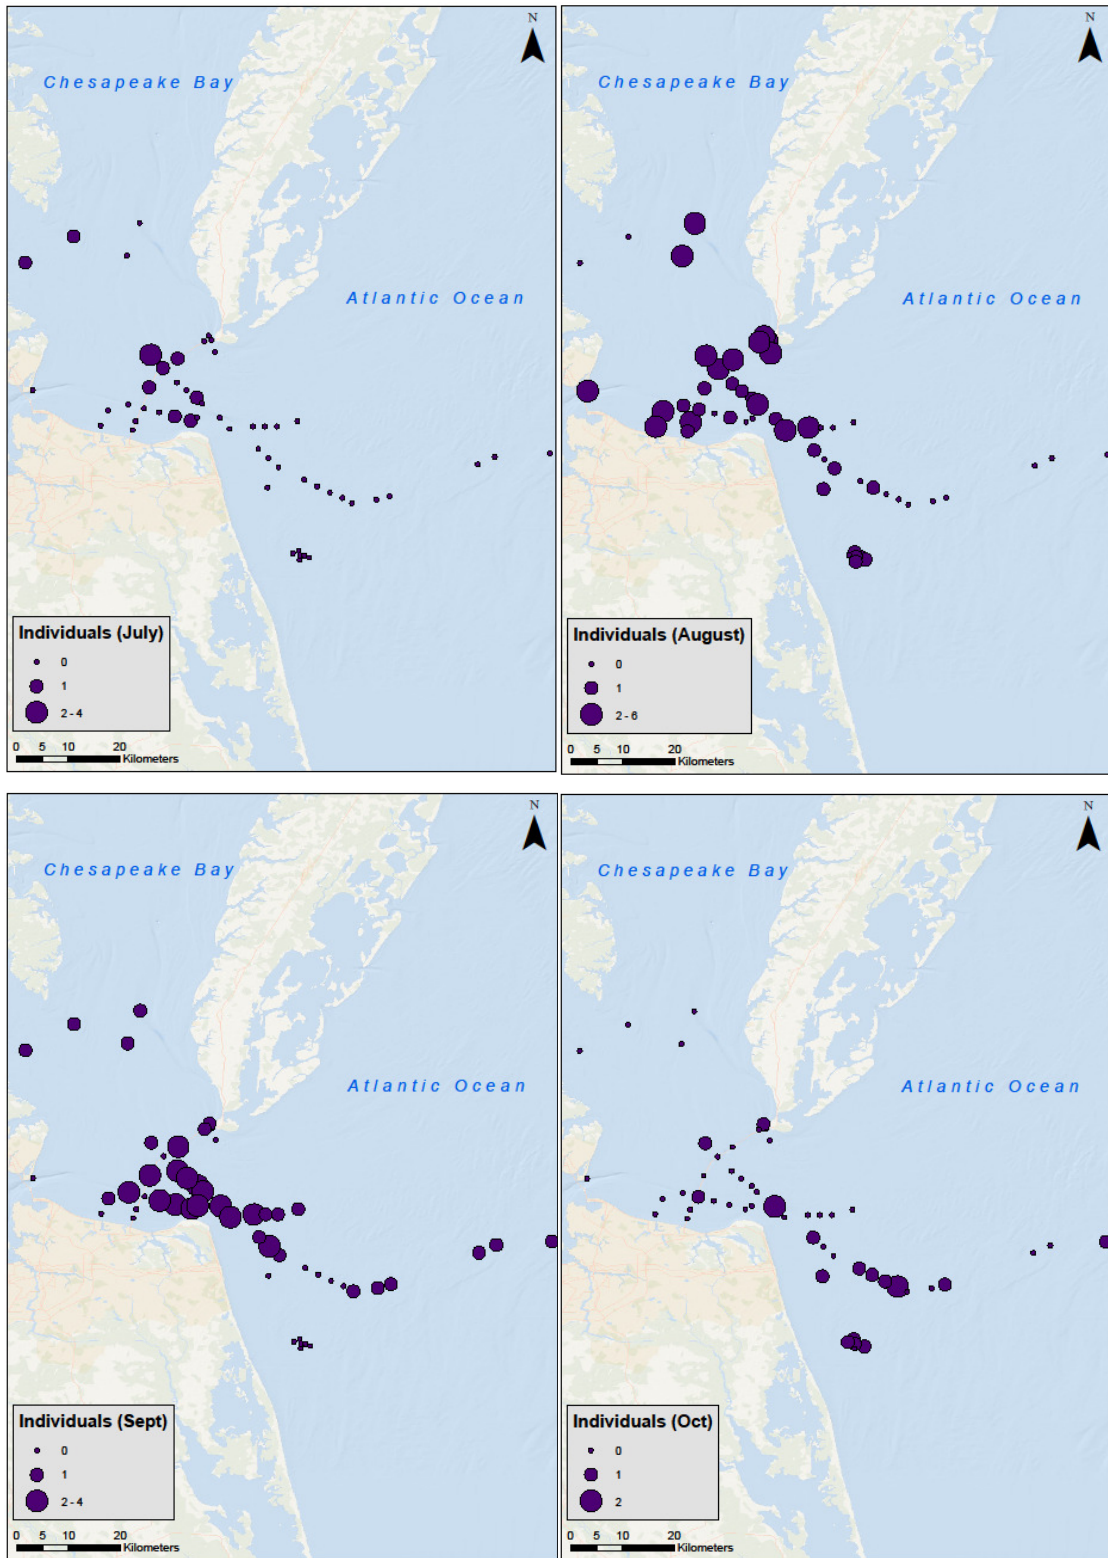 N
Chesapeake Bay
Atlantic Ocean
Individuals (July)
0
1
2 - 4
0 5 10 20
Kilometers
N
Chesapeake Bay
Atlantic Ocean
Individuals (August)
0
1
2 - 6
0 5 10 20
Kilometers
N
Chesapeake Bay
Atlantic Ocean
Individuals (Sept)
0
1
2 - 4
0 5 10 20
Kilometers
N
Chesapeake Bay
Atlantic Ocean
Individuals (Oct)
0
1
2
0 5 10 20
Kilometers